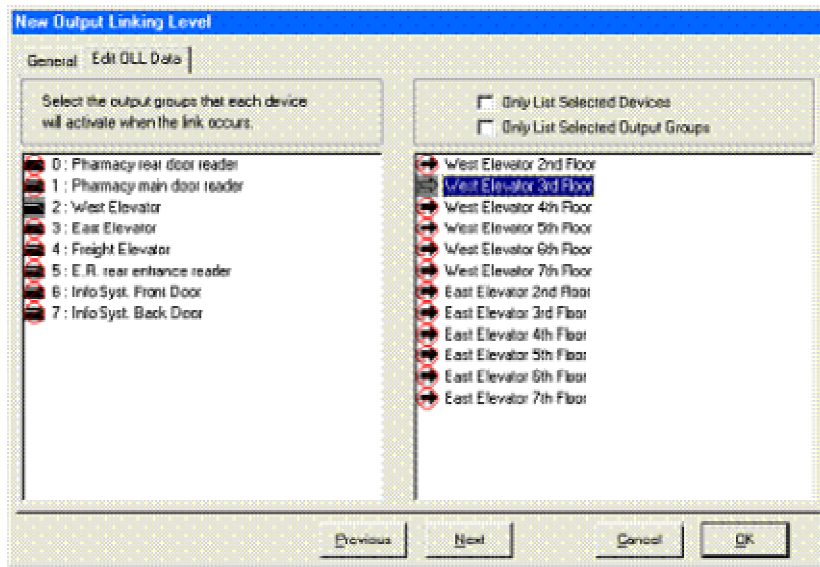 New Output Linking Level
General
Edit OLL Data
Select the output groups that each device
will activate when the link occurs.
Only List Selected Devices
Only List Selected Output Groups
0 : Pharmacy rear door reader
1 : Pharmacy main door reader
2 : West Elevator
3 : East Elevator
4 : Freight Elevator
5 : E.R. rear entrance reader
6 : Info Syst. Front Door
7 : Info Syst. Back Door
West Elevator 2nd Floor
West Elevator 3rd Floor
West Elevator 4th Floor
West Elevator 5th Floor
West Elevator 6th Floor
West Elevator 7th Floor
East Elevator 2nd Floor
East Elevator 3rd Floor
East Elevator 4th Floor
East Elevator 5th Floor
East Elevator 6th Floor
East Elevator 7th Floor
Previous
Next
Cancel
OK